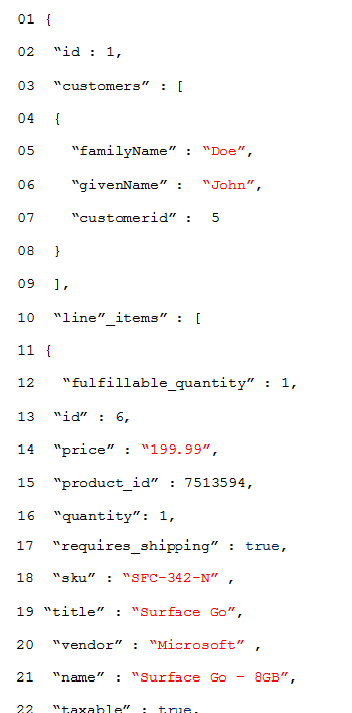 01 {
02 “id : 1,
03 “customers” : [
04 {
05 “familyName” : “Doe”,
06 “givenName” : “John”,
07 “customerid” : 5
08 }
09 ],
10 “line”_items” : [
11 {
12 “fulfillable_quantity” : 1,
13 “id” : 6,
14 “price” : “199.99”,
15 “product_id” : 7513594,
16 “quantity”: 1,
17 “requires_shipping” : true,
18 “sku” : “SFC-342-N” ,
19 “title” : “Surface Go”,
20 “vendor” : “Microsoft” ,
21 “name” : “Surface Go - 8GB”,
22 “taxable” : true,